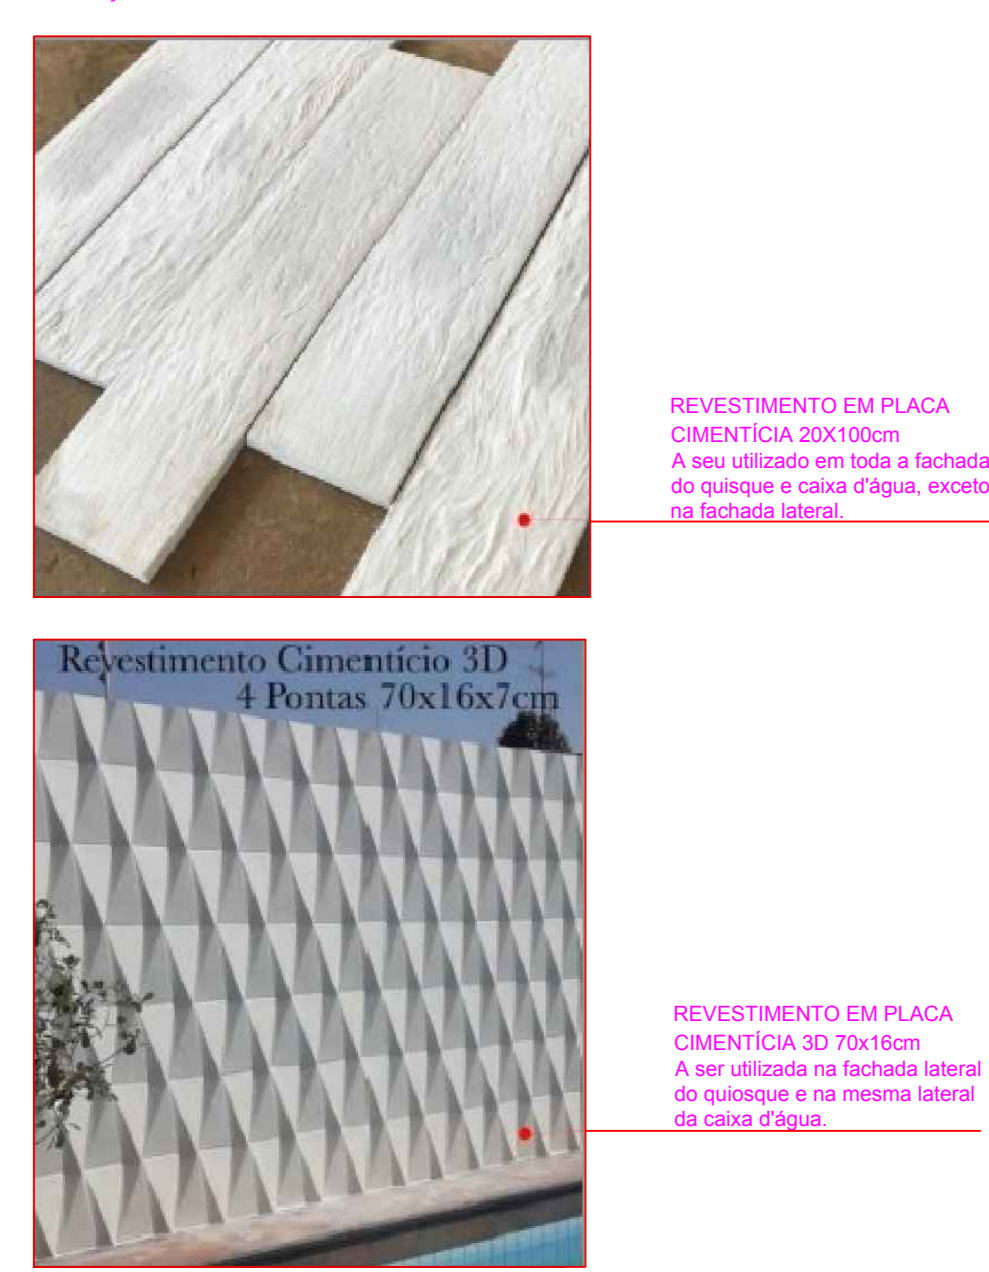 REVESTIMENTO EM PLACA
CIMENTÍCIA 20X100cm
A seu utilizado em toda a fachada
do quisque e caixa d'água, exceto
na fachada lateral.
Revestimento Cimentício 3D
4 Pontas 70x16x7cm
REVESTIMENTO EM PLACA
CIMENTÍCIA 3D 70x16cm
A ser utilizada na fachada lateral
do quiosque e na mesma lateral
da caixa d'água.